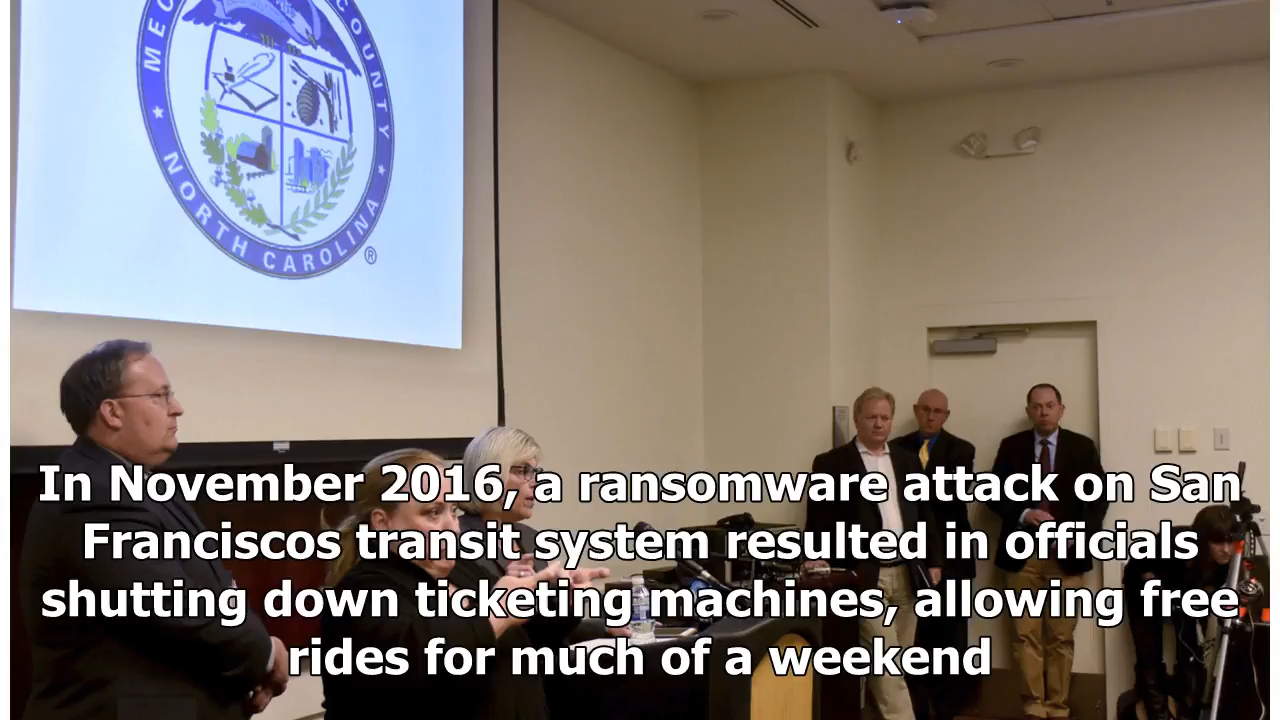 MEC
COUNTY
NORTH CAROLINA
®
In November 2016, a ransomware attack on San
Franciscos transit system resulted in officials
shutting down ticketing machines, allowing free
rides for much of a weekend